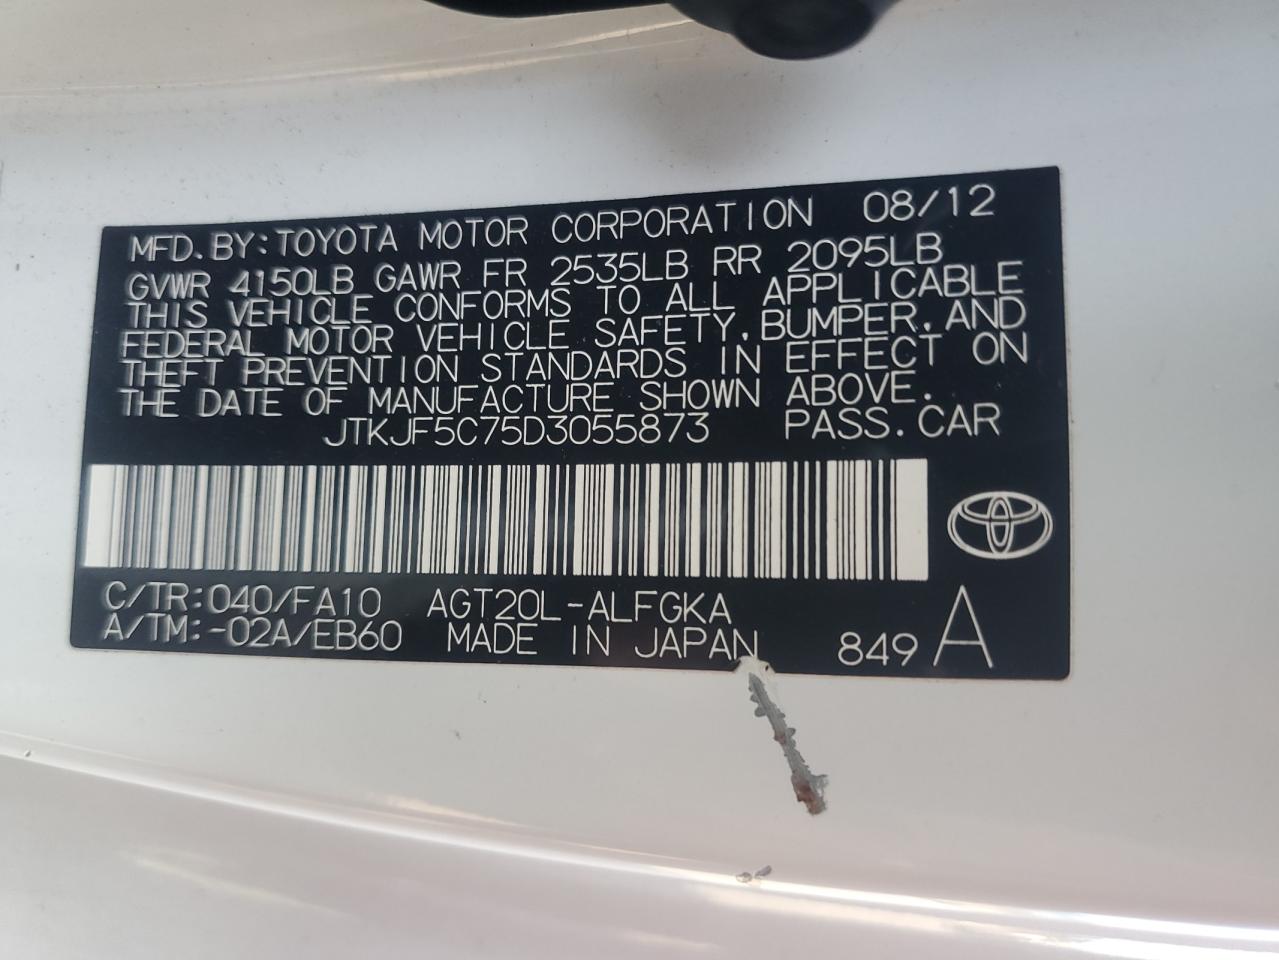 MFD. BY: TOYOTA MOTOR CORPORATION 08/12
GVWR 4150LB GAWR FR 2535LB RR 2095LB
THIS VEHICLE CONFORMS TO ALL APPLICABLE
FEDERAL MOTOR VEHICLE SAFETY, BUMPER, AND
THEFT PREVENTION STANDARDS IN EFFECT ON
THE DATE OF MANUFACTURE SHOWN ABOVE.
JTKJF5C75D3055873 PASS. CAR
C/TR: 040/FA10 AGT20L-ALFGKA
A/TM: -02A/EB60 MADE IN JAPAN 849 A